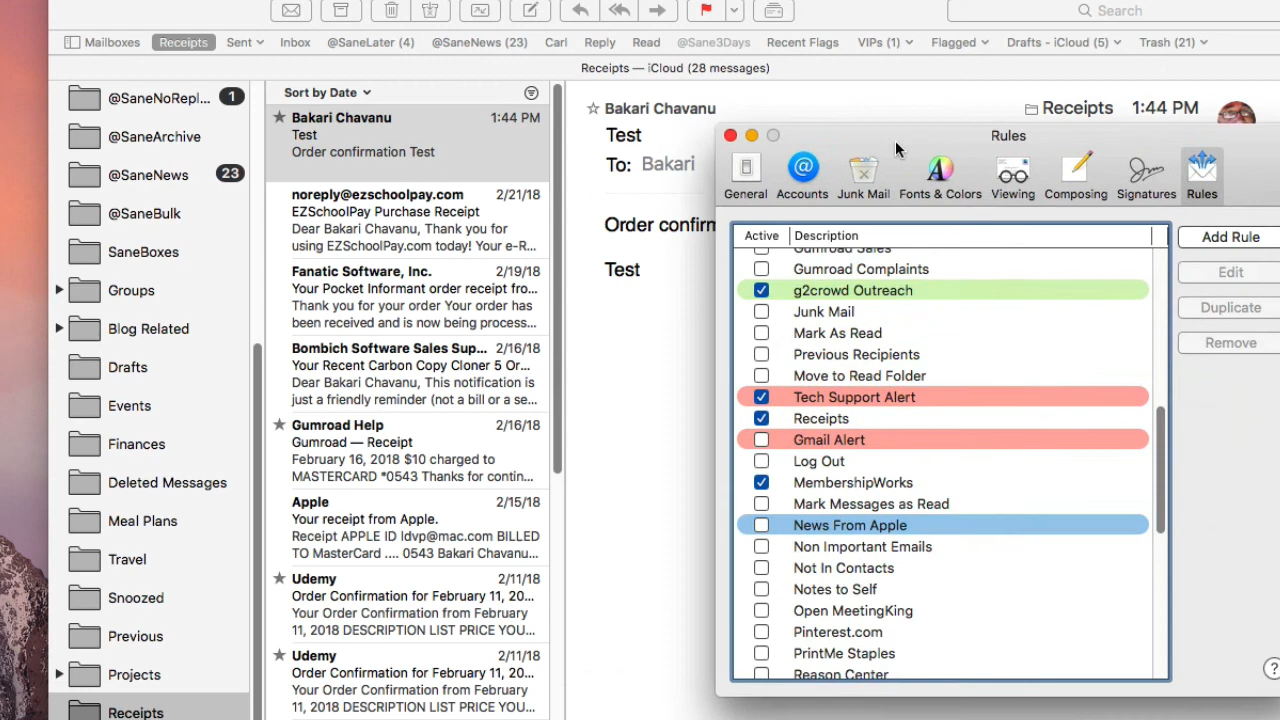 Search
Mailboxes Receipts Sent Inbox @SaneLater (4) @SaneNews (23) Carl Reply Read @Sane3Days Recent Flags VIPs (1) Flagged Drafts - iCloud (5) Trash (21)
Receipts — iCloud (28 messages)
@SaneNoRepl... 1
@SaneArchive
@SaneNews 23
@SaneBulk
SaneBoxes
Groups
Blog Related
Drafts
Events
Finances
Deleted Messages
Meal Plans
Travel
Snoozed
Previous
Projects
Receipts
Sort by Date
Bakari Chavanu 1:44 PM
Test
Order confirmation Test
noreply@ezschoolpay.com 2/21/18
EZSchoolPay Purchase Receipt
Dear Bakari Chavanu, Thank you for
using EZSchoolPay.com today! Your e-R...
Fanatic Software, Inc. 2/19/18
Your Pocket Informant order receipt fro...
Thank you for your order Your order has
been received and is now being process...
Bombich Software Sales Sup... 2/16/18
Your Recent Carbon Copy Cloner 5 Or...
Dear Bakari Chavanu, This notification is
just a friendly reminder (not a bill or a se...
Gumroad Help 2/16/18
Gumroad — Receipt
February 16, 2018 $10 charged to
MASTERCARD *0543 Thanks for contin...
Apple 2/15/18
Your receipt from Apple.
Receipt APPLE ID ldvp@mac.com BILLED
TO MasterCard .... 0543 Bakari Chavanu...
Udemy 2/11/18
Order Confirmation for February 11, 20...
Your Order Confirmation from February
11, 2018 DESCRIPTION LIST PRICE YOU...
Udemy 2/11/18
Order Confirmation for February 11, 20...
Your Order Confirmation from February
11, 2018 DESCRIPTION LIST PRICE YOU...
Bakari Chavanu Receipts 1:44 PM
Test
To: Bakari
Order confirm
Test
Rules
General Accounts Junk Mail Fonts & Colors Viewing Composing Signatures Rules
Active Description
Gumroad Sales
Gumroad Complaints
g2crowd Outreach
Junk Mail
Mark As Read
Previous Recipients
Move to Read Folder
Tech Support Alert
Receipts
Gmail Alert
Log Out
MembershipWorks
Mark Messages as Read
News From Apple
Non Important Emails
Not In Contacts
Notes to Self
Open MeetingKing
Pinterest.com
PrintMe Staples
Reason Center
Add Rule
Edit
Duplicate
Remove
?